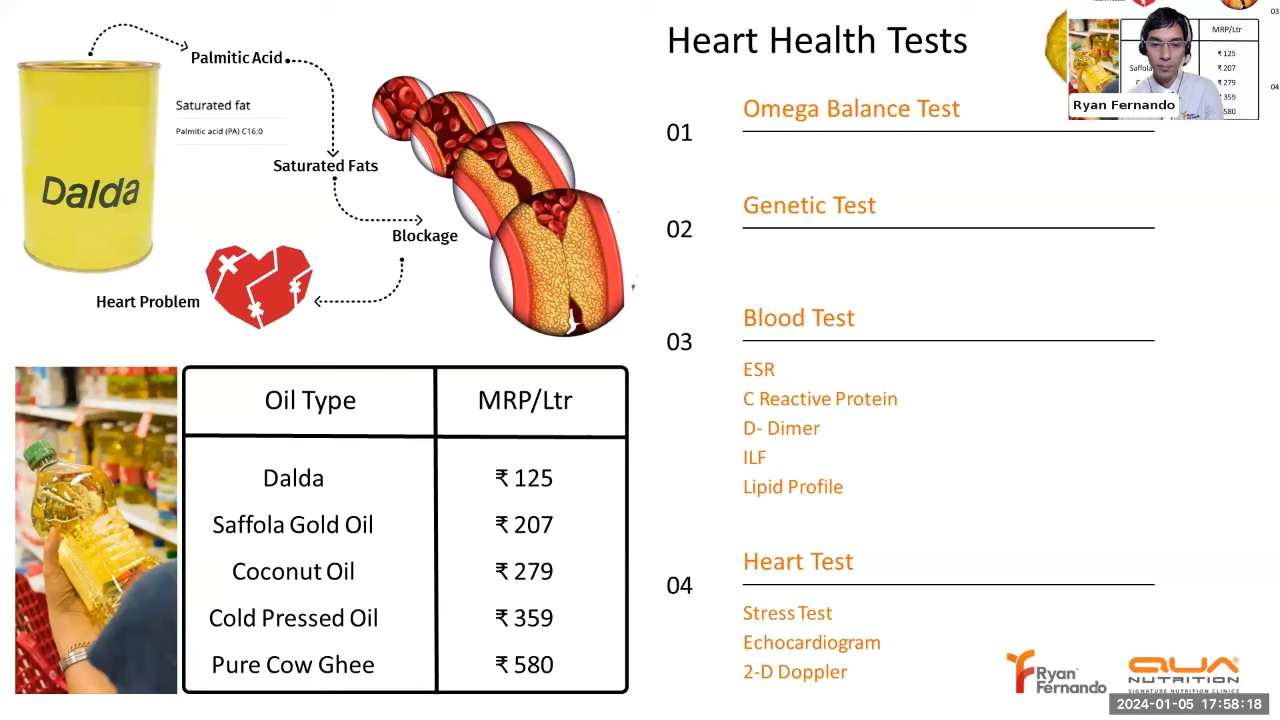 Palmitic Acid
Saturated fat
Palmitic acid (PA) C16:0
Dalda
Saturated Fats
Blockage
Heart Problem
Oil Type MRP/Ltr
Dalda ₹ 125
Saffola Gold Oil ₹ 207
Coconut Oil ₹ 279
Cold Pressed Oil ₹ 359
Pure Cow Ghee ₹ 580
Heart Health Tests
01 Omega Balance Test
02 Genetic Test
03 Blood Test
ESR
C Reactive Protein
D- Dimer
ILF
Lipid Profile
04 Heart Test
Stress Test
Echocardiogram
2-D Doppler
03
MRP/Ltr
₹ 125
Saffola ₹ 207
₹ 279
04
359
580
Ryan Fernando
Ryan Fernando
QUA NUTRITION
SIGNATURE NUTRITION CLINICS
2024-01-05 17:58:18